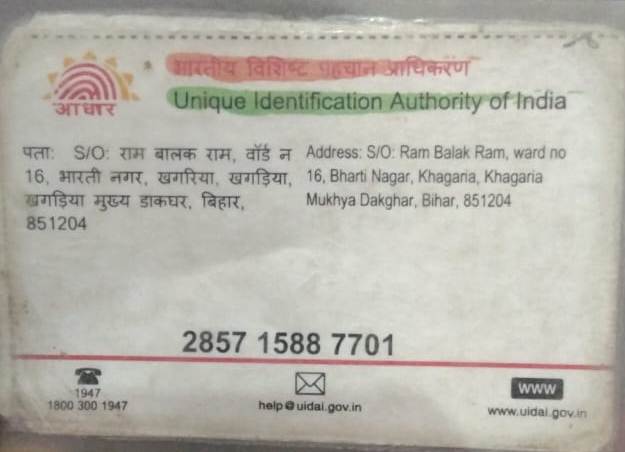 भारतीय विशिष्ट पहचान आधिकरण
Unique Identification Authority of India
आधार
पता: S/O: राम बालक राम, वॉर्ड न
16, भारती नगर, खगरिया, खगड़िया,
खगड़िया मुख्य डाकघर, बिहार,
851204
Address: S/O: Ram Balak Ram, ward no
16, Bharti Nagar, Khagaria, Khagaria
Mukhya Dakghar, Bihar, 851204
2857 1588 7701
1947
1800 300 1947
help@uidai.gov.in
www
www.uidai.gov.in